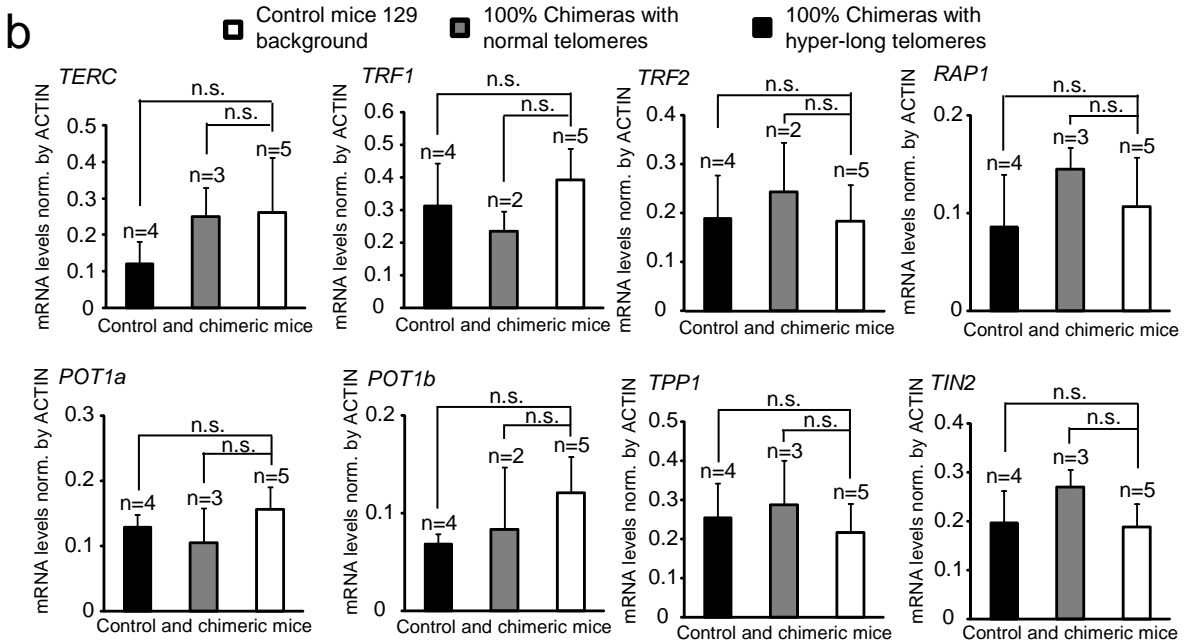 b
Control mice 129
background
100% Chimeras with
normal telomeres
100% Chimeras with
hyper-long telomeres
TERC
mRNA levels norm. by ACTIN
0.5
0.4
0.3
0.2
0.1
0
n.s.
n.s.
n=4
n=3
n=5
Control and chimeric mice
TRF1
mRNA levels norm. by ACTIN
0.6
0.5
0.4
0.3
0.2
0.1
0
n.s.
n.s.
n=4
n=2
n=5
Control and chimeric mice
TRF2
mRNA levels norm. by ACTIN
0.4
0.3
0.2
0.1
0
n.s.
n.s.
n=4
n=2
n=5
Control and chimeric mice
RAP1
mRNA levels norm. by ACTIN
0.2
0.1
0
n.s.
n.s.
n=4
n=3
n=5
Control and chimeric mice
POT1a
mRNA levels norm. by ACTIN
0.3
0.2
0.1
0
n.s.
n.s.
n=4
n=3
n=5
Control and chimeric mice
POT1b
mRNA levels norm. by ACTIN
0.2
0.1
0
n.s.
n.s.
n=4
n=2
n=5
Control and chimeric mice
TPP1
mRNA levels norm. by ACTIN
0.5
0.4
0.3
0.2
0.1
0
n.s.
n.s.
n=4
n=3
n=5
Control and chimeric mice
TIN2
mRNA levels norm. by ACTIN
0.4
0.3
0.2
0.1
0
n.s.
n.s.
n=4
n=3
n=5
Control and chimeric mice